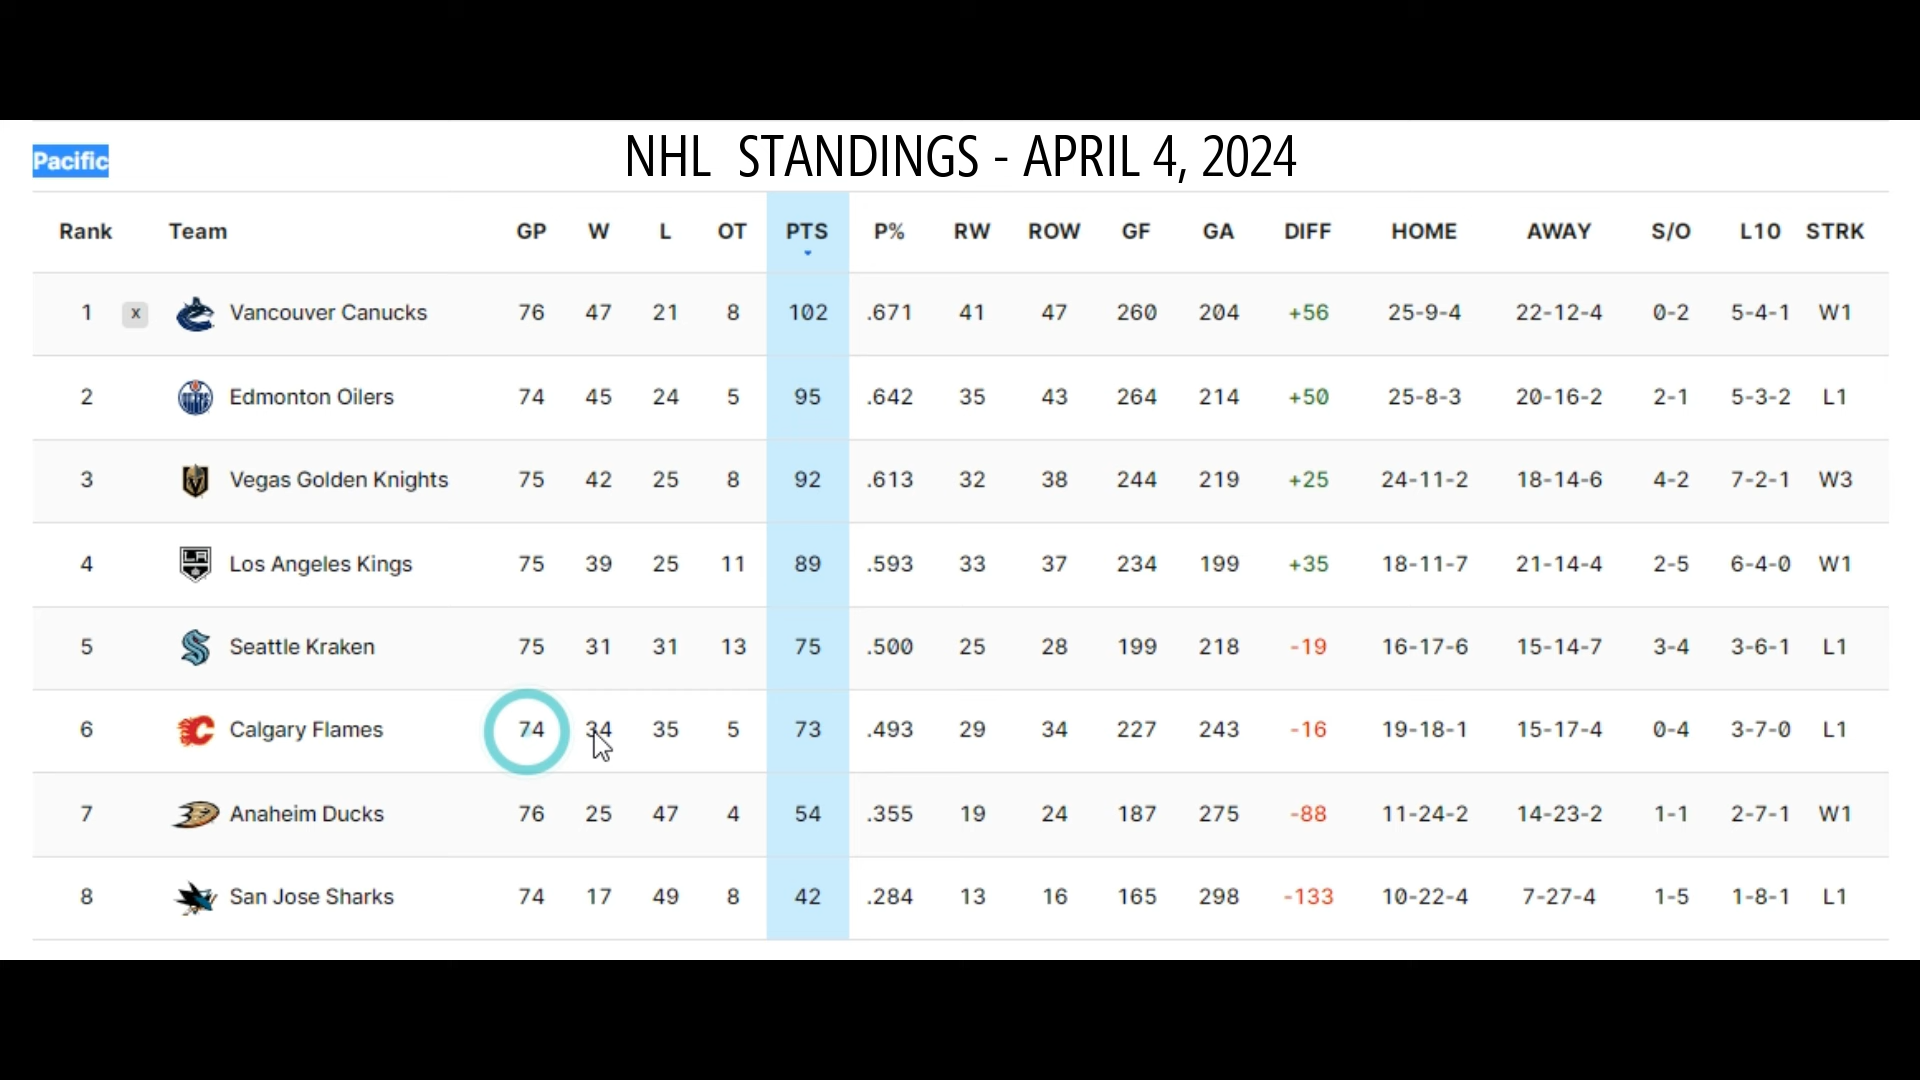 NHL STANDINGS - APRIL 4, 2024
Pacific
Rank Team GP W L OT PTS P% RW ROW GF GA DIFF HOME AWAY S/O L10 STRK
1 x Vancouver Canucks 76 47 21 8 102 .671 41 47 260 204 +56 25-9-4 22-12-4 0-2 5-4-1 W1
2 Edmonton Oilers 74 45 24 5 95 .642 35 43 264 214 +50 25-8-3 20-16-2 2-1 5-3-2 L1
3 Vegas Golden Knights 75 42 25 8 92 .613 32 38 244 219 +25 24-11-2 18-14-6 4-2 7-2-1 W3
4 Los Angeles Kings 75 39 25 11 89 .593 33 37 234 199 +35 18-11-7 21-14-4 2-5 6-4-0 W1
5 Seattle Kraken 75 31 31 13 75 .500 25 28 199 218 -19 16-17-6 15-14-7 3-4 3-6-1 L1
6 Calgary Flames 74 34 35 5 73 .493 29 34 227 243 -16 19-18-1 15-17-4 0-4 3-7-0 L1
7 Anaheim Ducks 76 25 47 4 54 .355 19 24 187 275 -88 11-24-2 14-23-2 1-1 2-7-1 W1
8 San Jose Sharks 74 17 49 8 42 .284 13 16 165 298 -133 10-22-4 7-27-4 1-5 1-8-1 L1